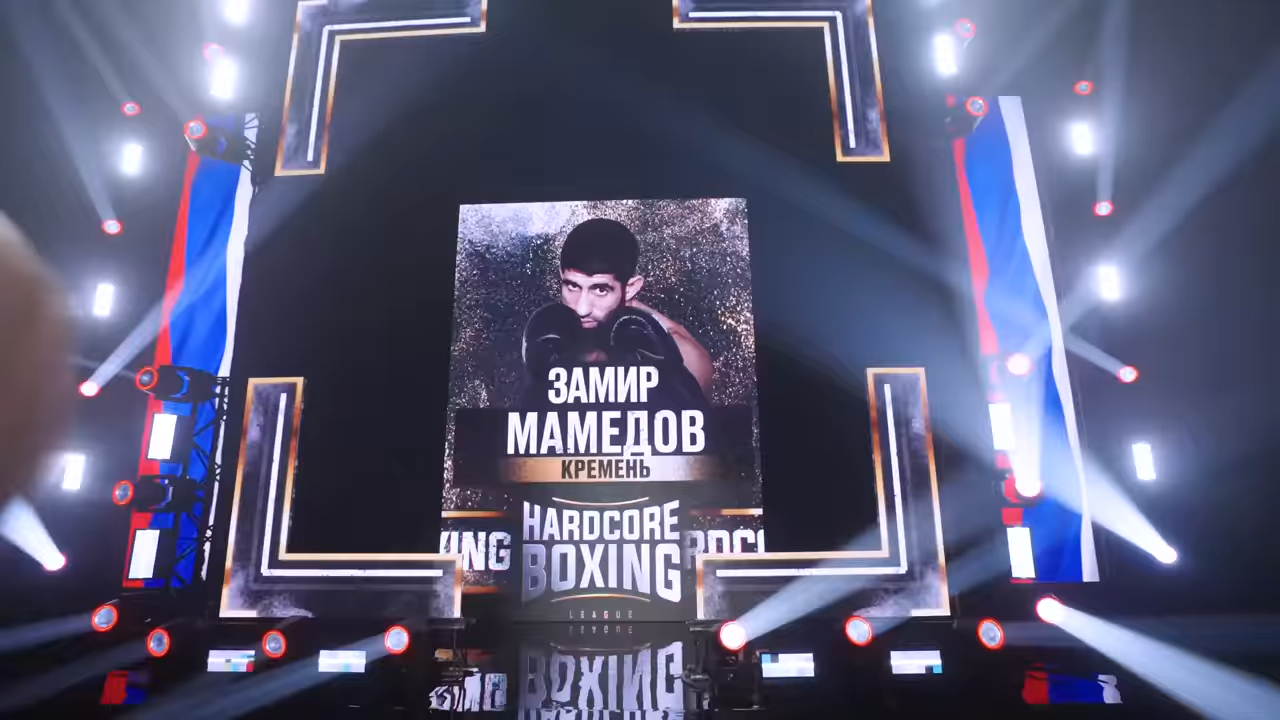 ЗАМИР
МАМЕДОВ
КРЕМЕНЬ
HARDCORE
BOXING
LEAGUE